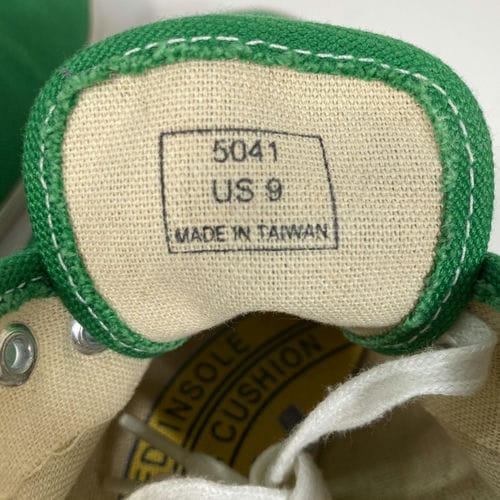 5041
US 9
MADE IN TAIWAN
INSOLE
CUSHION